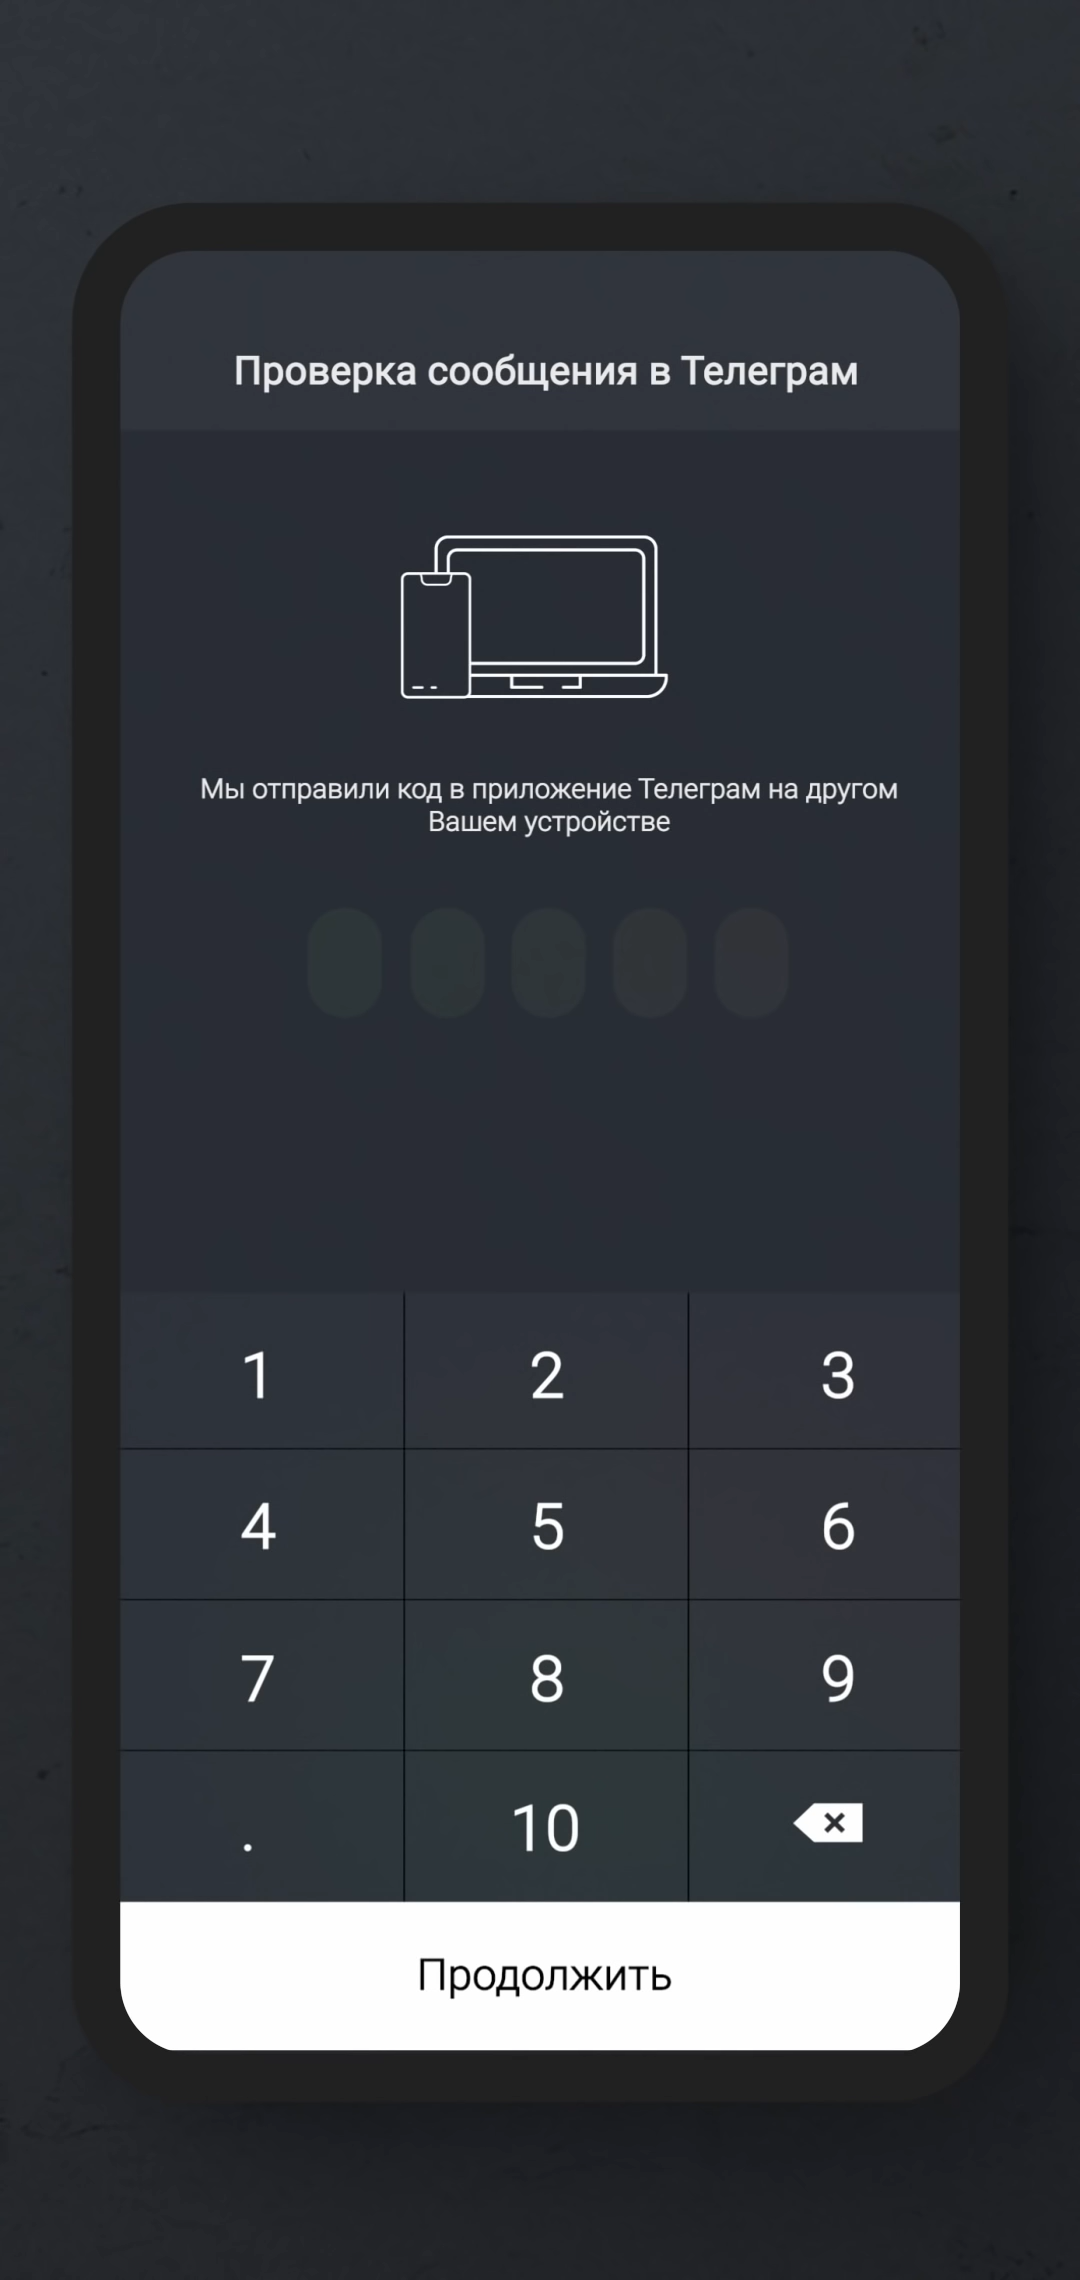 Проверка сообщения в Телеграм
Мы отправили код в приложение Телеграм на другом
Вашем устройстве
1 2 3
4 5 6
7 8 9
. 10
Продолжить